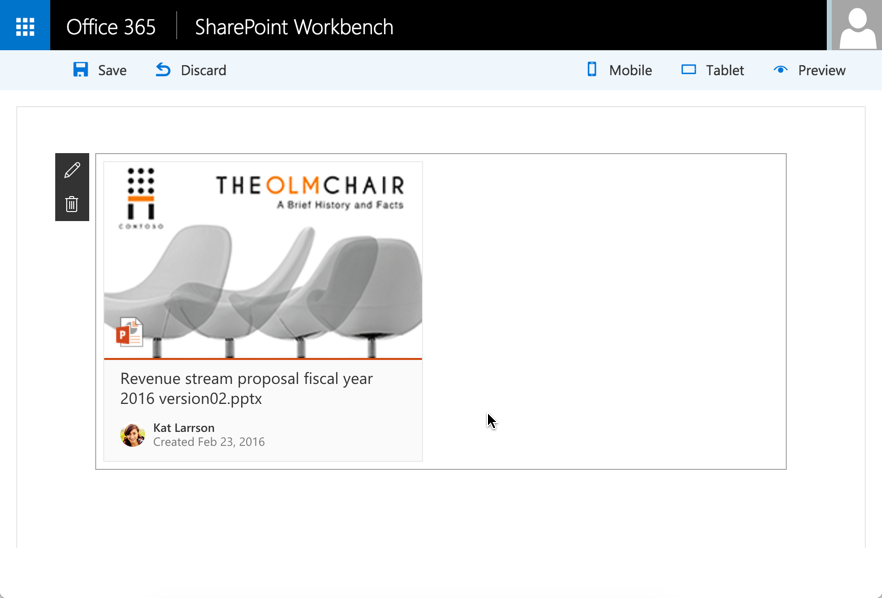 Office 365 SharePoint Workbench
Save Discard Mobile Tablet Preview
CONTOSO
THEOLMCHAIR
A Brief History and Facts
P
Revenue stream proposal fiscal year
2016 version02.pptx
Kat Larrson
Created Feb 23, 2016